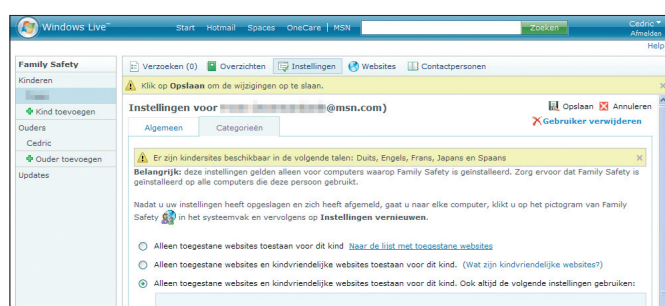 Windows Live™
Start Hotmail Spaces OneCare | MSN
Zoeken
Cedric
Afmelden
Help
Family Safety
Kinderen
Kind toevoegen
Ouders
Cedric
Ouder toevoegen
Updates
Verzoeken (0) Overzichten Instellingen Websites Contactpersonen
Klik op Opslaan om de wijzigingen op te slaan.
Instellingen voor @msn.com)
Opslaan Annuleren
Gebruiker verwijderen
Algemeen Categorieën
Er zijn kindersites beschikbaar in de volgende talen: Duits, Engels, Frans, Japans en Spaans
Belangrijk: deze instellingen gelden alleen voor computers waarop Family Safety is geïnstalleerd. Zorg ervoor dat Family Safety is
geïnstalleerd op alle computers die deze persoon gebruikt.
Nadat u uw instellingen heeft opgeslagen en zich heeft afgemeld, gaat u naar elke computer, klikt u op het pictogram van Family
Safety in het systeemvak en vervolgens op Instellingen vernieuwen.
Alleen toegestane websites toestaan voor dit kind Naar de lijst met toegestane websites
Alleen toegestane websites en kindvriendelijke websites toestaan voor dit kind. (Wat zijn kindvriendelijke websites?)
Alleen toegestane websites en kindvriendelijke websites toestaan voor dit kind. Ook altijd de volgende instellingen gebruiken: